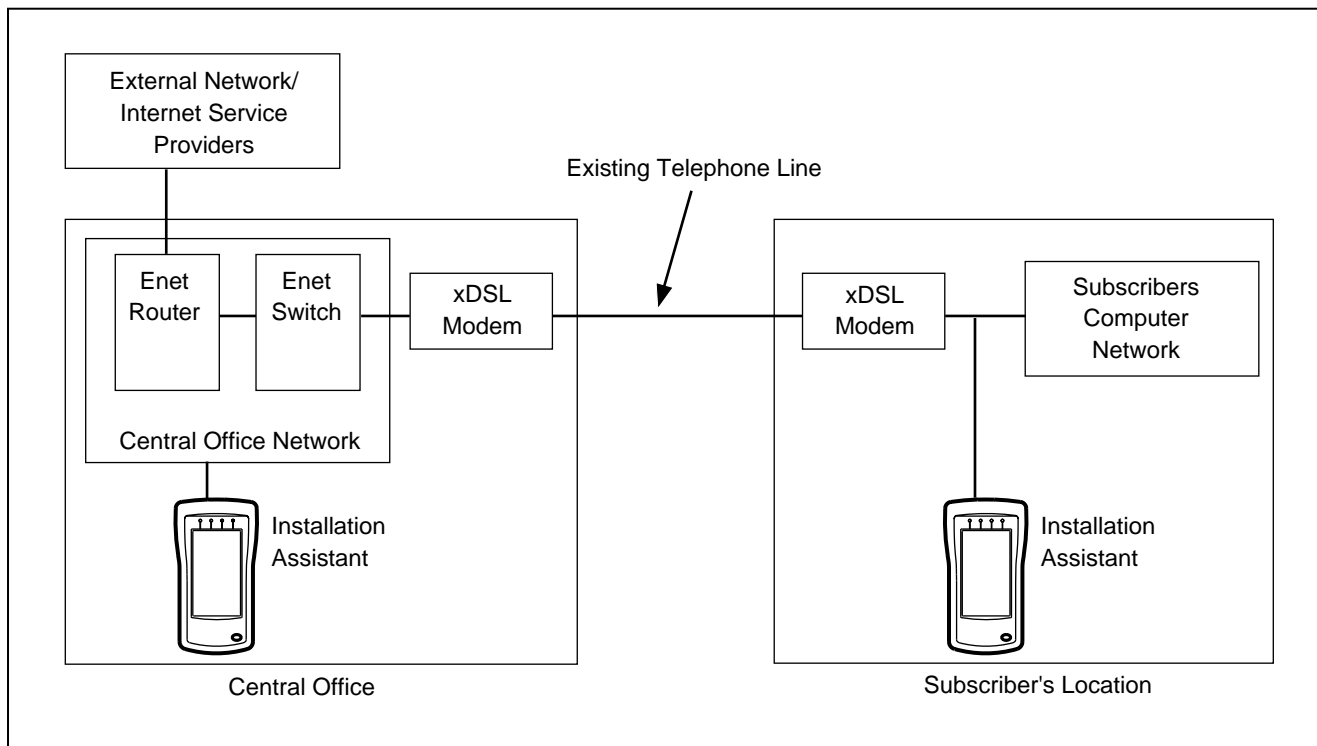 External Network/
Internet Service
Providers
Existing Telephone Line
Enet
Router
Enet
Switch
xDSL
Modem
xDSL
Modem
Subscribers
Computer
Network
Central Office Network
Installation
Assistant
Installation
Assistant
Central Office
Subscriber's Location